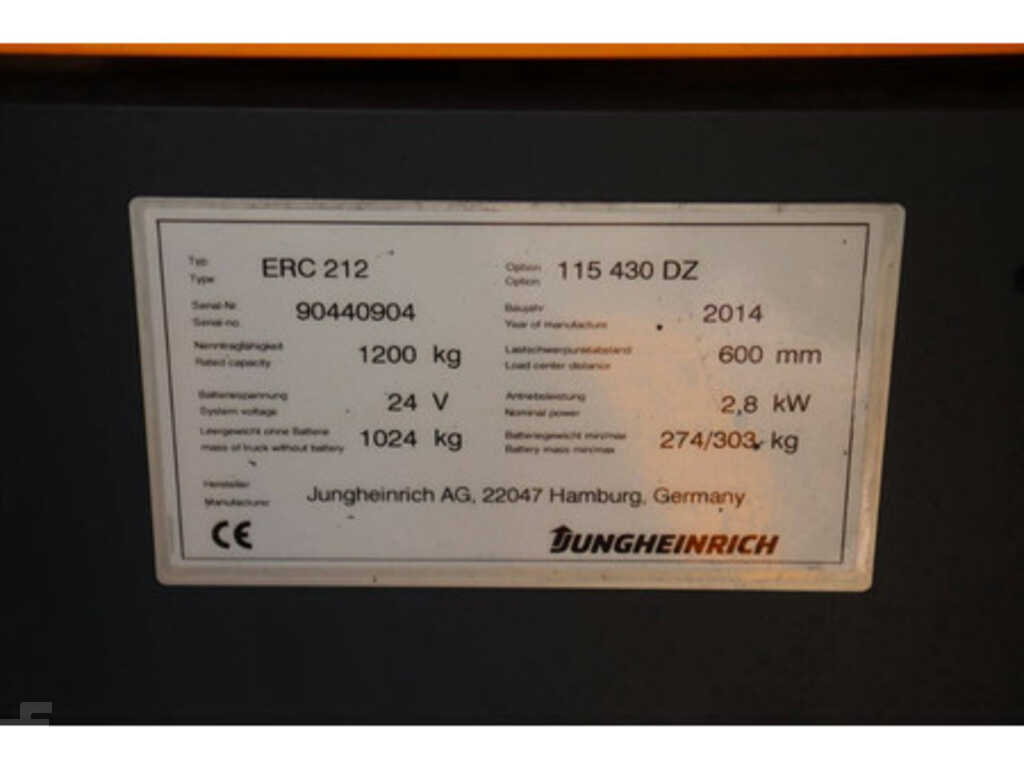 Typ ERC 212 Option 115 430 DZ
Type Option
Serial-Nr. 90440904 Baujahr 2014
Serial-no. Year of manufacture
Nenntragfähigkeit 1200 kg Lastschwerpunktabstand 600 mm
Rated capacity Load center distance
Batteriespannung 24 V Antriebsleistung 2,8 kW
System voltage Nominal power
Leergewicht ohne Batterie 1024 kg Batteriegewicht min/max 274/303 kg
mass of truck without battery Battery mass min/max
Hersteller Jungheinrich AG, 22047 Hamburg, Germany
Manufacturer
CE JUNGHEINRICH